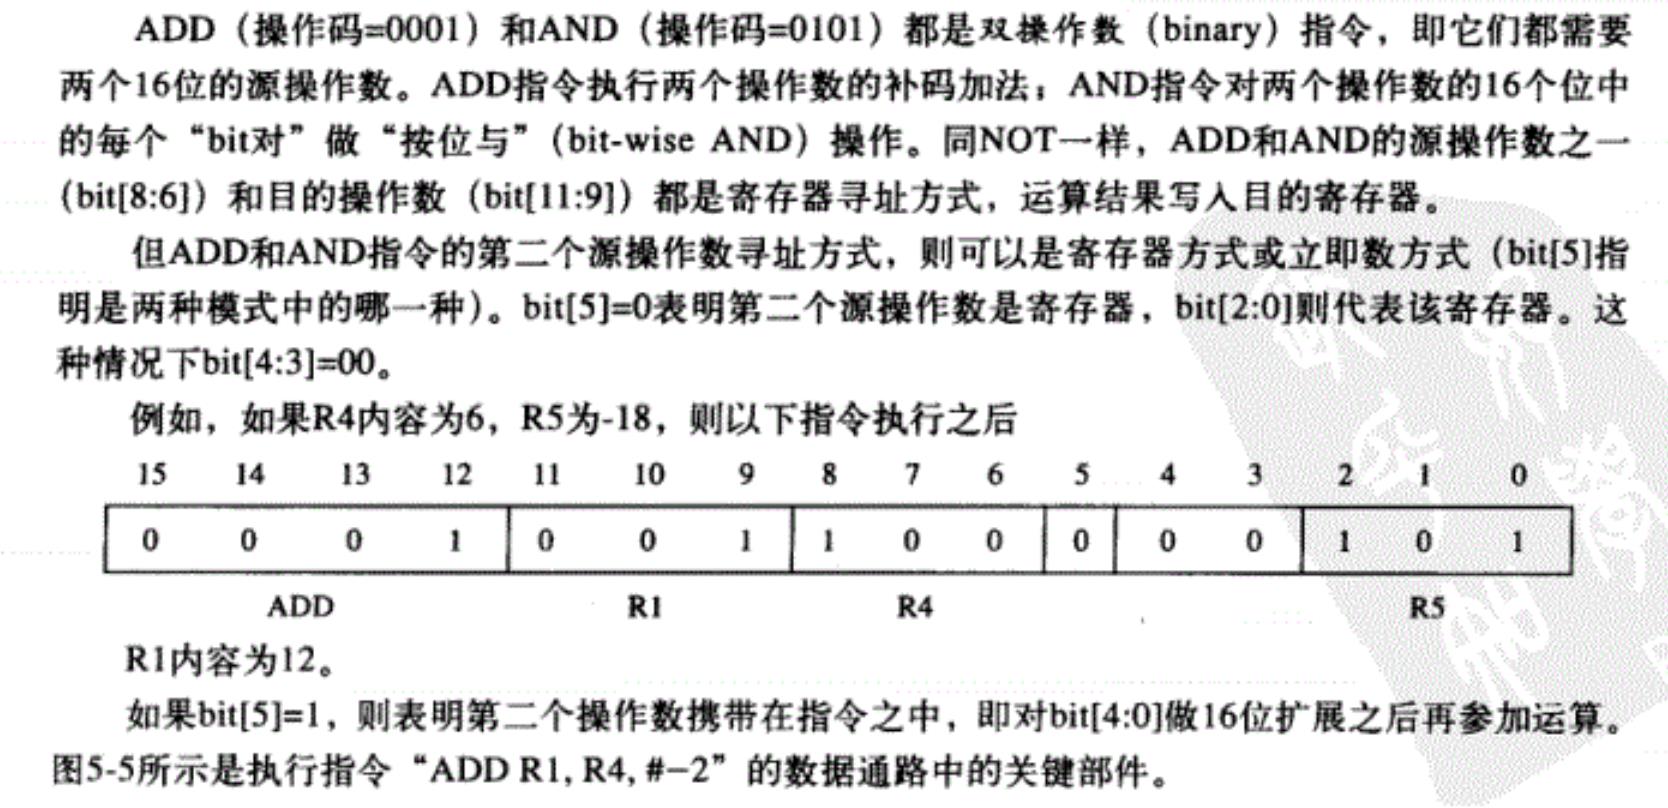 ADD（操作码=0001）和AND（操作码=0101）都是双操作数（binary）指令，即它们都需要
两个16位的源操作数。ADD指令执行两个操作数的补码加法；AND指令对两个操作数的16个位中
的每个“bit对”做“按位与”（bit-wise AND）操作。同NOT一样，ADD和AND的源操作数之一
（bit[8:6]）和目的操作数（bit[11:9]）都是寄存器寻址方式，运算结果写入目的寄存器。
但ADD和AND指令的第二个源操作数寻址方式，则可以是寄存器方式或立即数方式（bit[5]指
明是两种模式中的哪一种）。bit[5]=0表明第二个源操作数是寄存器，bit[2:0]则代表该寄存器。这
种情况下bit[4:3]=00。
例如，如果R4内容为6，R5为-18，则以下指令执行之后
15 14 13 12 11 10 9 8 7 6 5 4 3 2 1 0
0 0 0 1 0 0 1 1 0 0 0 0 0 1 0 1
ADD R1 R4 R5
R1内容为12。
如果bit[5]=1，则表明第二个操作数携带在指令之中，即对bit[4:0]做16位扩展之后再参加运算。
图5-5所示是执行指令“ADD R1, R4, #−2”的数据通路中的关键部件。